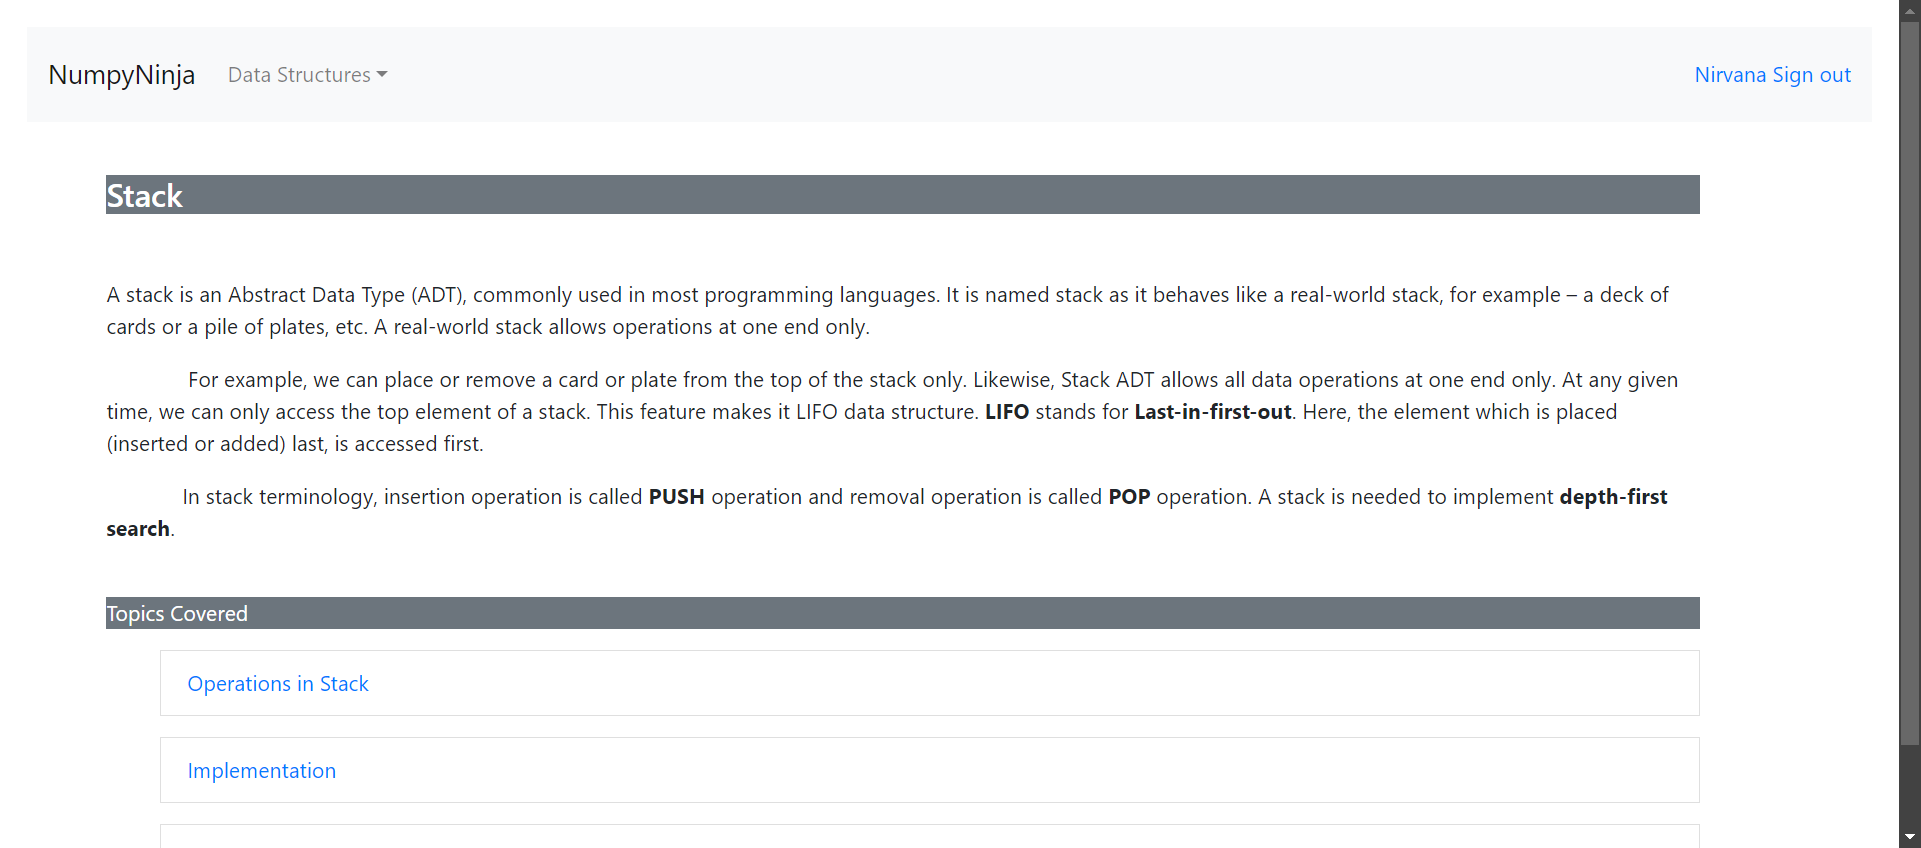 NumpyNinja Data Structures Nirvana Sign out
Stack
A stack is an Abstract Data Type (ADT), commonly used in most programming languages. It is named stack as it behaves like a real-world stack, for example – a deck of
cards or a pile of plates, etc. A real-world stack allows operations at one end only.
For example, we can place or remove a card or plate from the top of the stack only. Likewise, Stack ADT allows all data operations at one end only. At any given
time, we can only access the top element of a stack. This feature makes it LIFO data structure. LIFO stands for Last-in-first-out. Here, the element which is placed
(inserted or added) last, is accessed first.
In stack terminology, insertion operation is called PUSH operation and removal operation is called POP operation. A stack is needed to implement depth-first
search.
Topics Covered
Operations in Stack
Implementation